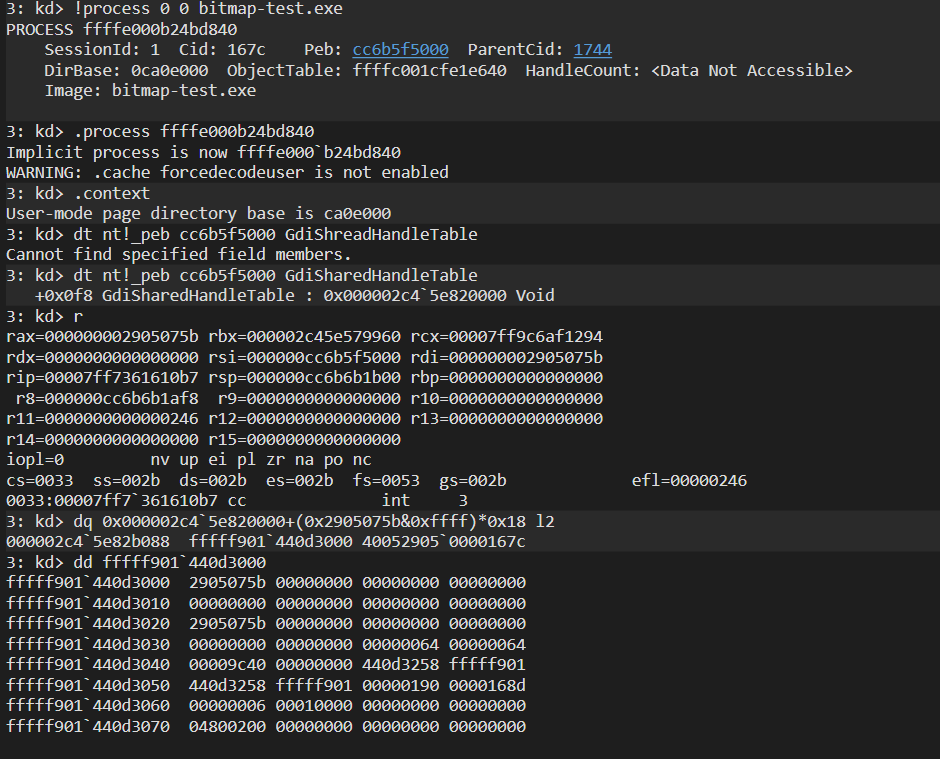 3: kd> !process 0 0 bitmap-test.exe
PROCESS ffffe000b24bd840
    SessionId: 1  Cid: 167c    Peb: cc6b5f5000  ParentCid: 1744
    DirBase: 0ca0e000  ObjectTable: ffffc001cfe1e640  HandleCount: <Data Not Accessible>
    Image: bitmap-test.exe
3: kd> .process ffffe000b24bd840
Implicit process is now ffffe000`b24bd840
WARNING: .cache forcedecodeuser is not enabled
3: kd> .context
User-mode page directory base is ca0e000
3: kd> dt nt!_peb cc6b5f5000 GdiShreadHandleTable
Cannot find specified field members.
3: kd> dt nt!_peb cc6b5f5000 GdiSharedHandleTable
   +0x0f8 GdiSharedHandleTable : 0x000002c4`5e820000 Void
3: kd> r
rax=000000002905075b rbx=000002c45e579960 rcx=00007ff9c6af1294
rdx=0000000000000000 rsi=000000cc6b5f5000 rdi=000000002905075b
rip=00007ff7361610b7 rsp=000000cc6b6b1b00 rbp=0000000000000000
 r8=000000cc6b6b1af8  r9=0000000000000000 r10=0000000000000000
r11=0000000000000246 r12=0000000000000000 r13=0000000000000000
r14=0000000000000000 r15=0000000000000000
iopl=0         nv up ei pl zr na po nc
cs=0033  ss=002b  ds=002b  es=002b  fs=0053  gs=002b             efl=00000246
0033:00007ff7`361610b7 cc              int     3
3: kd> dq 0x000002c4`5e820000+(0x2905075b&0xffff)*0x18 l2
000002c4`5e82b088  fffff901`440d3000 40052905`0000167c
3: kd> dd fffff901`440d3000
fffff901`440d3000  2905075b 00000000 00000000 00000000
fffff901`440d3010  00000000 00000000 00000000 00000000
fffff901`440d3020  2905075b 00000000 00000000 00000000
fffff901`440d3030  00000000 00000000 00000064 00000064
fffff901`440d3040  00009c40 00000000 440d3258 fffff901
fffff901`440d3050  440d3258 fffff901 00000190 0000168d
fffff901`440d3060  00000006 00010000 00000000 00000000
fffff901`440d3070  04800200 00000000 00000000 00000000